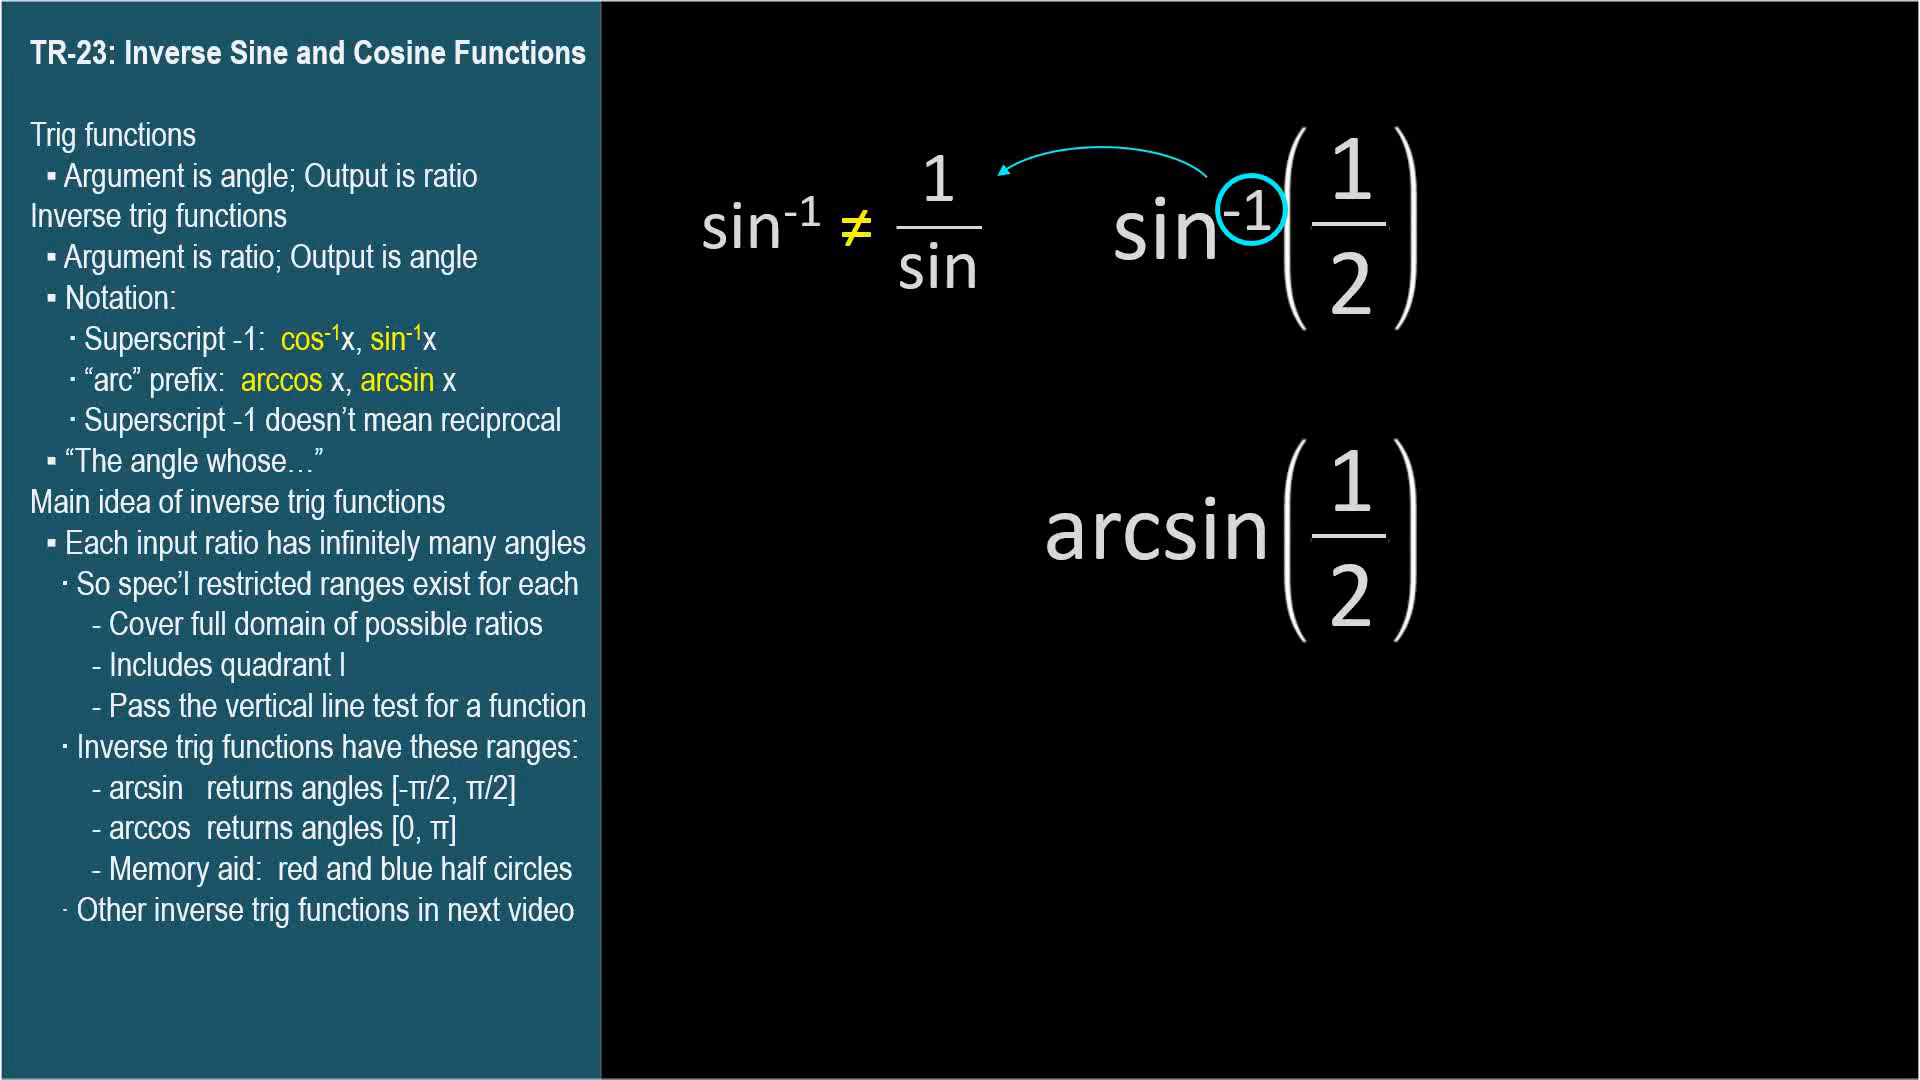 TR-23: Inverse Sine and Cosine Functions
Trig functions
▪ Argument is angle; Output is ratio
Inverse trig functions
▪ Argument is ratio; Output is angle
▪ Notation:
· Superscript -1:  cos⁻¹x, sin⁻¹x
· “arc” prefix:  arccos x, arcsin x
· Superscript -1 doesn’t mean reciprocal
▪ “The angle whose…”
Main idea of inverse trig functions
▪ Each input ratio has infinitely many angles
· So spec’l restricted ranges exist for each
- Cover full domain of possible ratios
- Includes quadrant I
- Pass the vertical line test for a function
· Inverse trig functions have these ranges:
- arcsin   returns angles [-π/2, π/2]
- arccos  returns angles [0, π]
- Memory aid:  red and blue half circles
· Other inverse trig functions in next video
sin⁻¹ ≠ 1/sin
sin⁻¹(1/2)
arcsin(1/2)